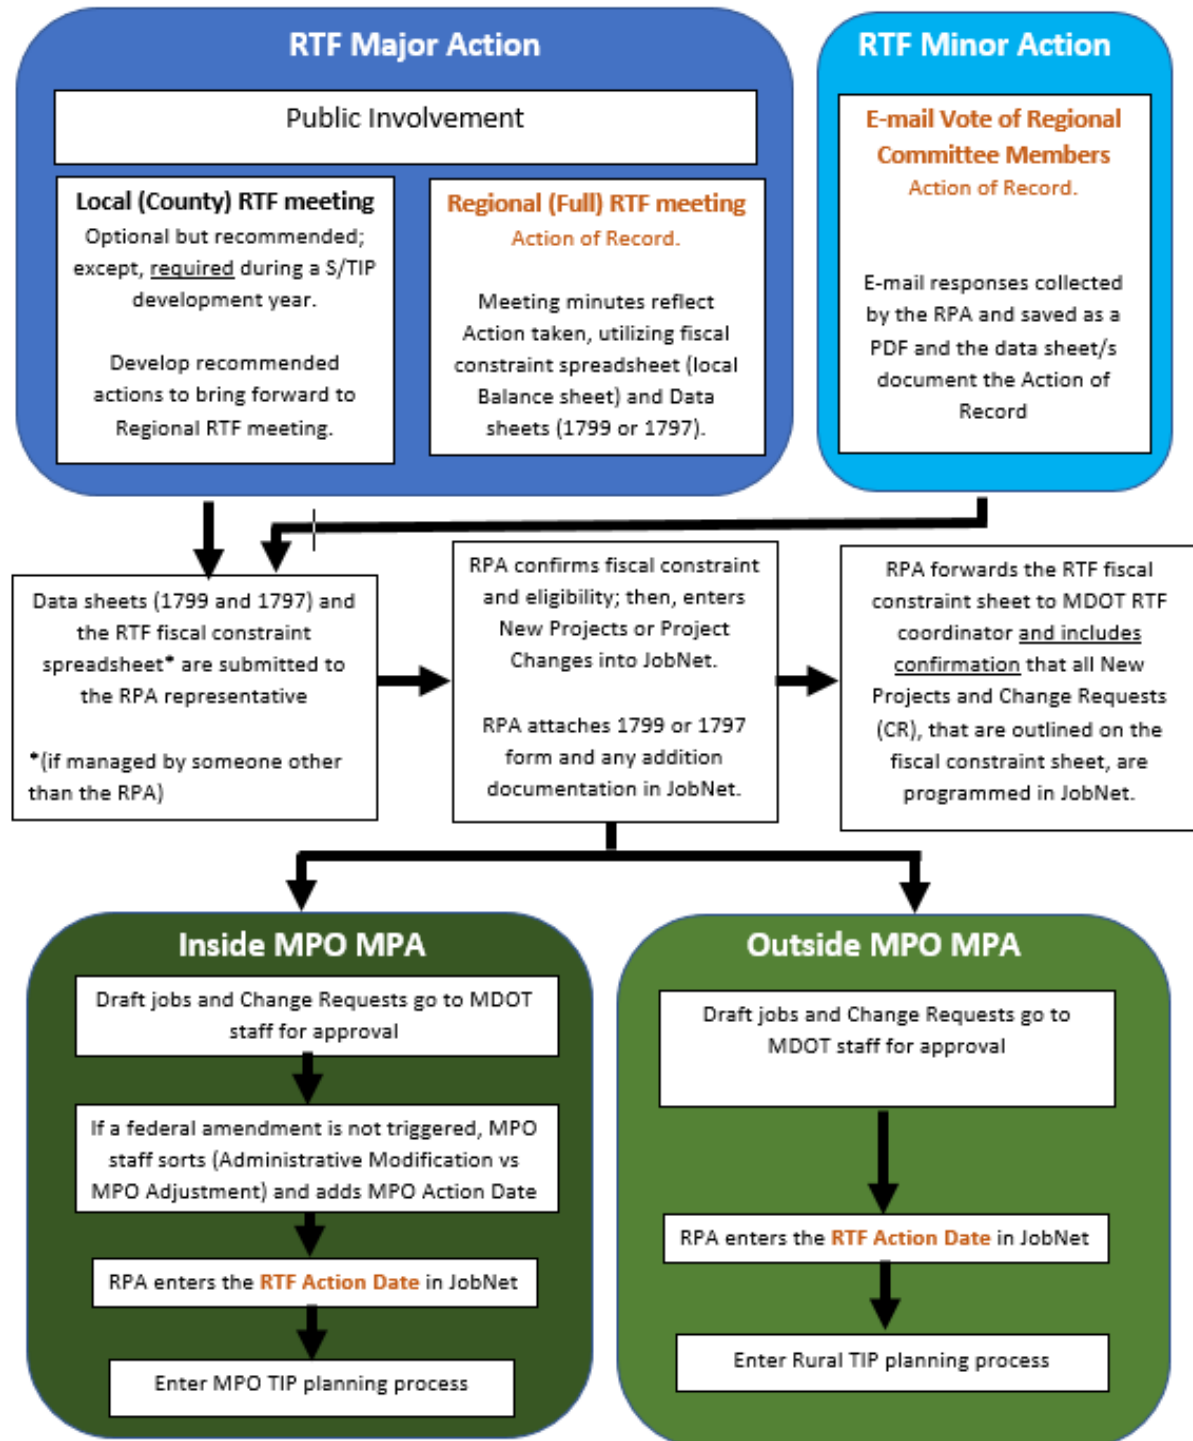 RTF Major Action
Public Involvement
Local (County) RTF meeting
Optional but recommended;
except, required during a S/TIP
development year.
Develop recommended
actions to bring forward to
Regional RTF meeting.
Regional (Full) RTF meeting
Action of Record.
Meeting minutes reflect
Action taken, utilizing fiscal
constraint spreadsheet (local
Balance sheet) and Data
sheets (1799 or 1797).
RTF Minor Action
E-mail Vote of Regional
Committee Members
Action of Record.
E-mail responses collected
by the RPA and saved as a
PDF and the data sheet/s
document the Action of
Record
Data sheets (1799 and 1797) and
the RTF fiscal constraint
spreadsheet* are submitted to
the RPA representative
*(if managed by someone other
than the RPA)
RPA confirms fiscal constraint
and eligibility; then, enters
New Projects or Project
Changes into JobNet.
RPA attaches 1799 or 1797
form and any addition
documentation in JobNet.
RPA forwards the RTF fiscal
constraint sheet to MDOT RTF
coordinator and includes
confirmation that all New
Projects and Change Requests
(CR), that are outlined on the
fiscal constraint sheet, are
programmed in JobNet.
Inside MPO MPA
Draft jobs and Change Requests go to MDOT
staff for approval
If a federal amendment is not triggered, MPO
staff sorts (Administrative Modification vs
MPO Adjustment) and adds MPO Action Date
RPA enters the RTF Action Date in JobNet
Enter MPO TIP planning process
Outside MPO MPA
Draft jobs and Change Requests go to
MDOT staff for approval
RPA enters the RTF Action Date in JobNet
Enter Rural TIP planning process